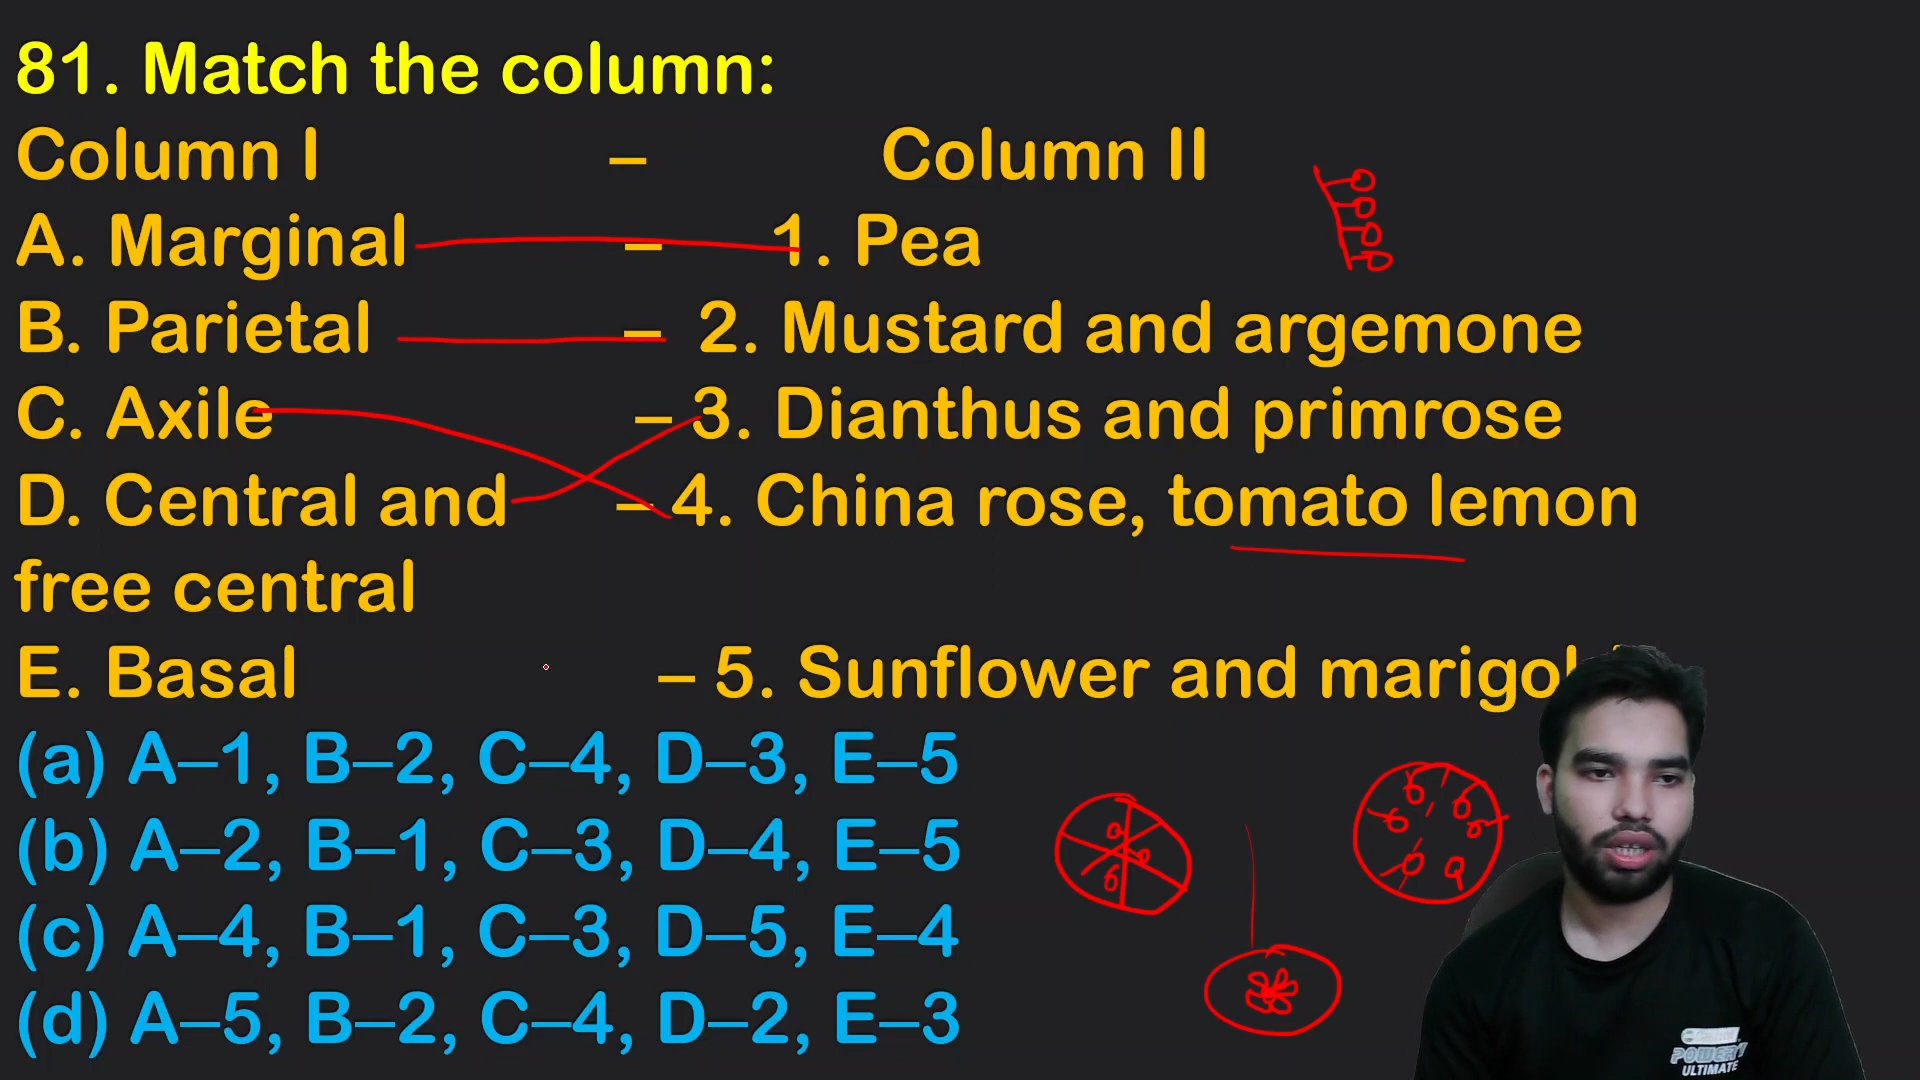 81. Match the column:
Column I – Column II
A. Marginal – 1. Pea
B. Parietal – 2. Mustard and argemone
C. Axile – 3. Dianthus and primrose
D. Central and – 4. China rose, tomato lemon
free central
E. Basal – 5. Sunflower and
(a) A–1, B–2, C–4, D–3, E–5
(b) A–2, B–1, C–3, D–4, E–5
(c) A–4, B–1, C–3, D–5, E–4
(d) A–5, B–2, C–4, D–2, E–3
ULTIMATE